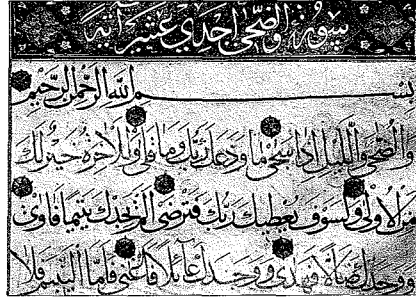 سورة والضحى احدى عشر آية
بسم الله الرحمن الرحيم
والضحى والليل اذا سجى ما ودعك ربك وما قلى وللاخرة خير لك
من الاولى ولسوف يعطيك ربك فترضى الم يجدك يتيما فاوى
ووجدك ضالا فهدى ووجدك عائلا فاغنى فاما اليتيم فلا